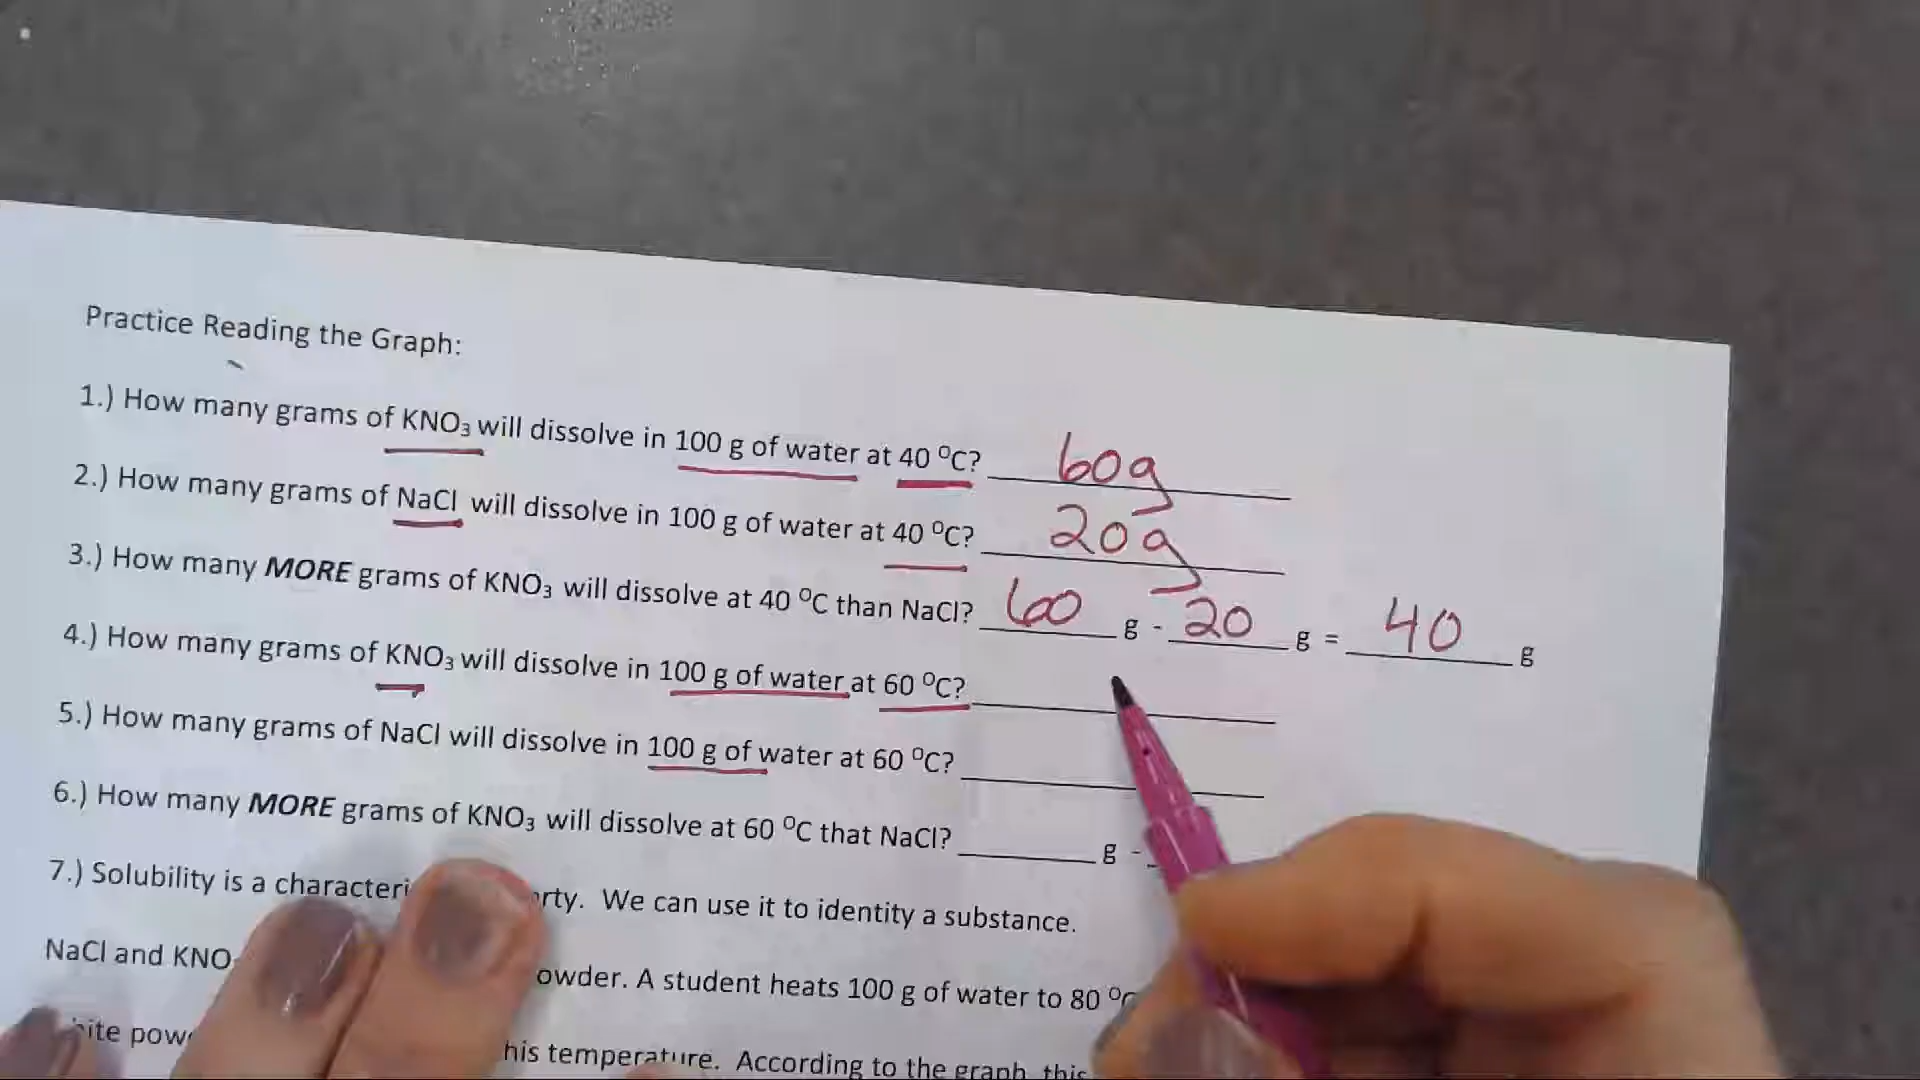 Practice Reading the Graph:
1.) How many grams of KNO₃ will dissolve in 100 g of water at 40 ⁰C? 60g
2.) How many grams of NaCl will dissolve in 100 g of water at 40 ⁰C? 20g
3.) How many MORE grams of KNO₃ will dissolve at 40 ⁰C than NaCl? 60 g - 20 g = 40 g
4.) How many grams of KNO₃ will dissolve in 100 g of water at 60 ⁰C?
5.) How many grams of NaCl will dissolve in 100 g of water at 60 ⁰C?
6.) How many MORE grams of KNO₃ will dissolve at 60 ⁰C that NaCl? g -
7.) Solubility is a We can use it to identity a substance.
NaCl and A student heats 100 g of water to 80
his temperature. According to the graph, this